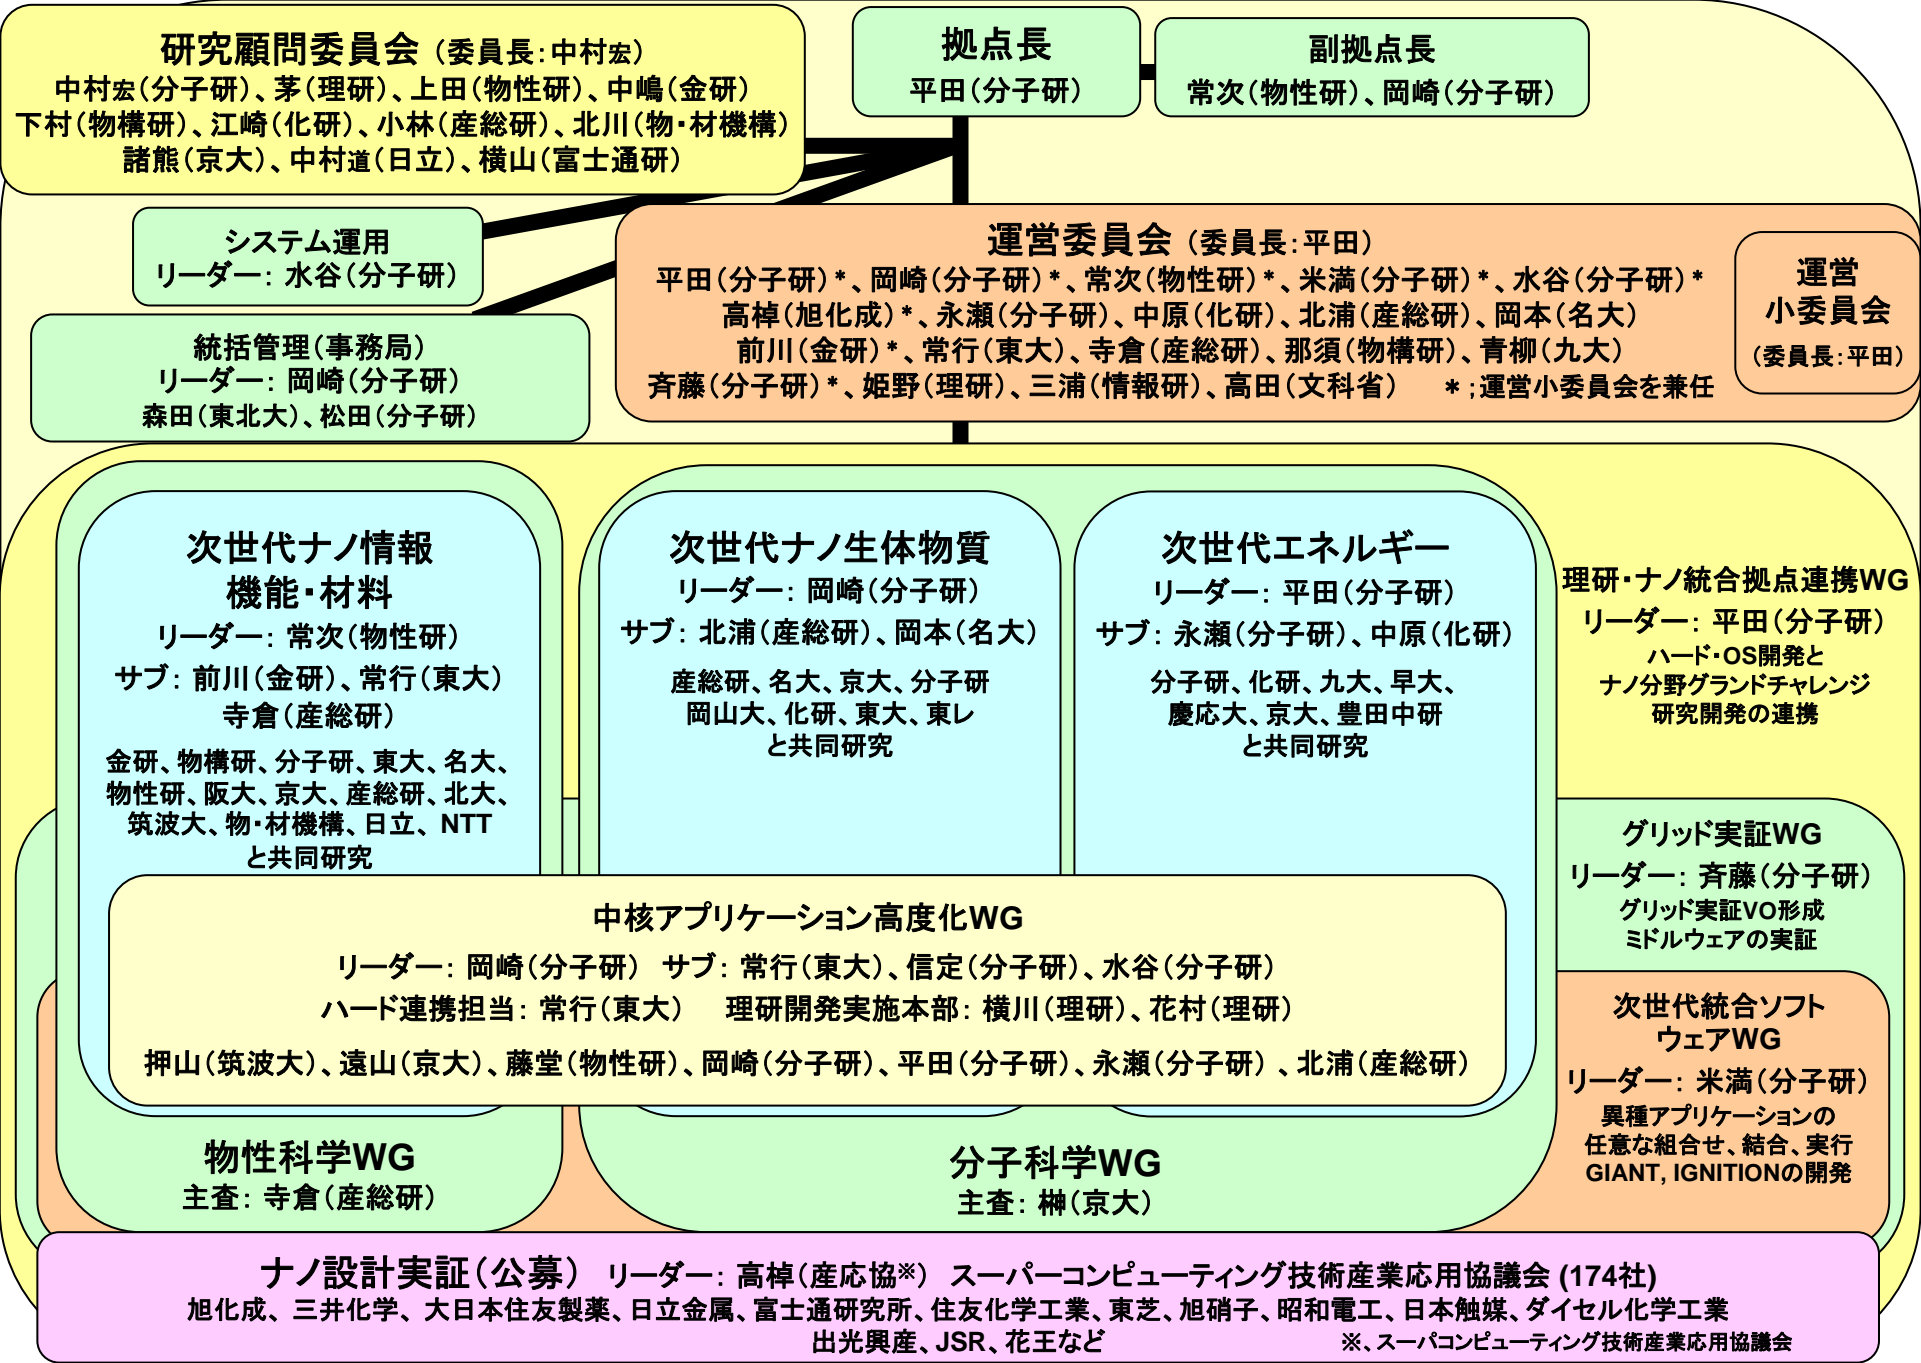 研究顧問委員会（委員長：中村宏）
中村宏（分子研）、茅（理研）、上田（物性研）、中嶋（金研）
下村（物構研）、江崎（化研）、小林（産総研）、北川（物・材機構）
諸熊（京大）、中村道（日立）、横山（富士通研）
拠点長
平田（分子研）
副拠点長
常次（物性研）、岡崎（分子研）
システム運用
リーダー： 水谷（分子研）
統括管理（事務局）
リーダー： 岡崎（分子研）
森田（東北大）、松田（分子研）
運営委員会（委員長：平田）
平田（分子研）*、岡崎（分子研）*、常次（物性研）*、米満（分子研）*、水谷（分子研）*
高棹（旭化成）*、永瀬（分子研）、中原（化研）、北浦（産総研）、岡本（名大）
前川（金研）*、常行（東大）、寺倉（産総研）、那須（物構研）、青柳（九大）
斉藤（分子研）*、姫野（理研）、三浦（情報研）、高田（文科省） ＊；運営小委員会を兼任
運営
小委員会
（委員長：平田）
次世代ナノ情報
機能・材料
リーダー： 常次（物性研）
サブ： 前川（金研）、常行（東大）
寺倉（産総研）
金研、物構研、分子研、東大、名大、
物性研、阪大、京大、産総研、北大、
筑波大、物・材機構、日立、NTT
と共同研究
次世代ナノ生体物質
リーダー： 岡崎（分子研）
サブ： 北浦（産総研）、岡本（名大）
産総研、名大、京大、分子研
岡山大、化研、東大、東レ
と共同研究
次世代エネルギー
リーダー： 平田（分子研）
サブ： 永瀬（分子研）、中原（化研）
分子研、化研、九大、早大、
慶応大、京大、豊田中研
と共同研究
理研・ナノ統合拠点連携WG
リーダー： 平田（分子研）
ハード・OS開発と
ナノ分野グランドチャレンジ
研究開発の連携
グリッド実証WG
リーダー： 斉藤（分子研）
グリッド実証VO形成
ミドルウェアの実証
中核アプリケーション高度化WG
リーダー： 岡崎（分子研） サブ： 常行（東大）、信定（分子研）、水谷（分子研）
ハード連携担当： 常行（東大） 理研開発実施本部： 横川（理研）、花村（理研）
押山（筑波大）、遠山（京大）、藤堂（物性研）、岡崎（分子研）、平田（分子研）、永瀬（分子研） 、北浦（産総研）
次世代統合ソフト
ウェアWG
リーダー： 米満（分子研）
異種アプリケーションの
任意な組合せ、結合、実行
GIANT, IGNITIONの開発
物性科学WG
主査： 寺倉（産総研）
分子科学WG
主査： 榊（京大）
ナノ設計実証（公募） リーダー： 高棹（産応協※） スーパーコンピューティング技術産業応用協議会 (174社)
旭化成、 三井化学、 大日本住友製薬、日立金属、富士通研究所、住友化学工業、東芝、旭硝子、昭和電工、日本触媒、ダイセル化学工業
出光興産、JSR、花王など ※、スーパコンピューティング技術産業応用協議会